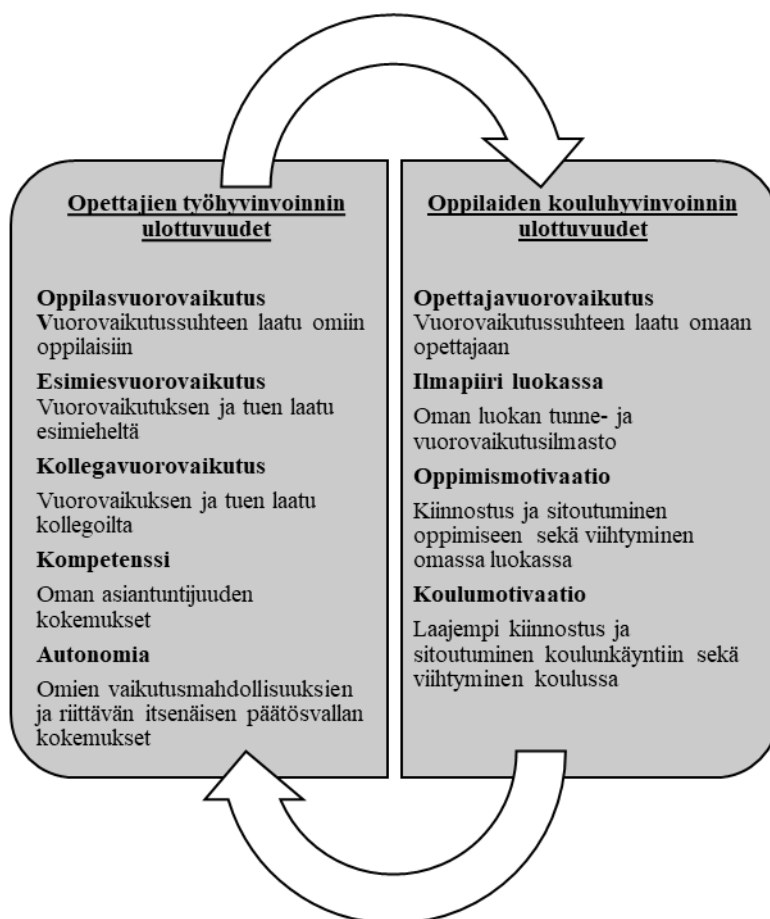 Opettajien työhyvinvoinnin
ulottuvuudet
Oppilasvuorovaikutus
Vuorovaikutussuhteen laatu omiin
oppilaisiin
Esimiesvuorovaikutus
Vuorovaikutuksen ja tuen laatu
esimieheltä
Kollegavuorovaikutus
Vuorovaikuksen ja tuen laatu
kollegoilta
Kompetenssi
Oman asiantuntijuuden
kokemukset
Autonomia
Omien vaikutusmahdollisuuksien
ja riittävän itsenäisen päätösvallan
kokemukset
Oppilaiden kouluhyvinvoinnin
ulottuvuudet
Opettajavuorovaikutus
Vuorovaikutussuhteen laatu omaan
opettajaan
Ilmapiiri luokassa
Oman luokan tunne- ja
vuorovaikutusilmasto
Oppimismotivaatio
Kiinnostus ja sitoutuminen
oppimiseen sekä viihtyminen
omassa luokassa
Koulumotivaatio
Laajempi kiinnostus ja
sitoutuminen koulunkäyntiin sekä
viihtyminen koulussa